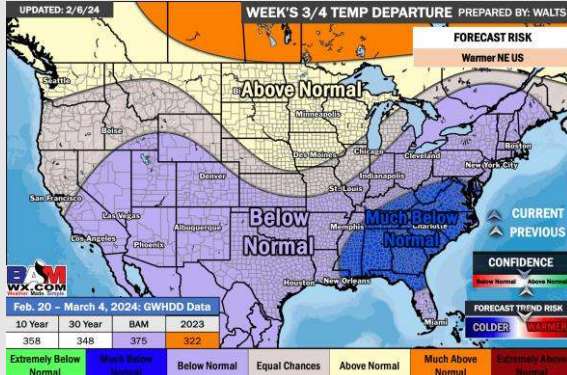 UPDATED: 2/6/24
WEEK'S 3/4 TEMP DEPARTURE
PREPARED BY: WALTS
FORECAST RISK
Warmer NE US
Seattle
Above Normal
Minneapolis
Boise
Des Moines
Chicago
Boston
Cleveland
New York City
Indianapolis
San Francisco
Denver
St. Louis
Las Vegas
Below
Normal
Much Below
Normal
Charlotte
Memphis
Los Angeles
Albuquerque
Phoenix
Houston
New Orleans
Miami
CURRENT
PREVIOUS
CONFIDENCE
Below Normal
Above Normal
FORECAST TREND RISK
COLDER
WARMER
BAM
WX.COM
Weather Made Simple
Feb. 20 – March 4, 2024: GWHDD Data
10 Year 30 Year BAM 2023
358 348 375 322
Extremely Below Normal
Much Below Normal
Below Normal
Equal Chances
Above Normal
Much Above Normal
Extremely Above Normal